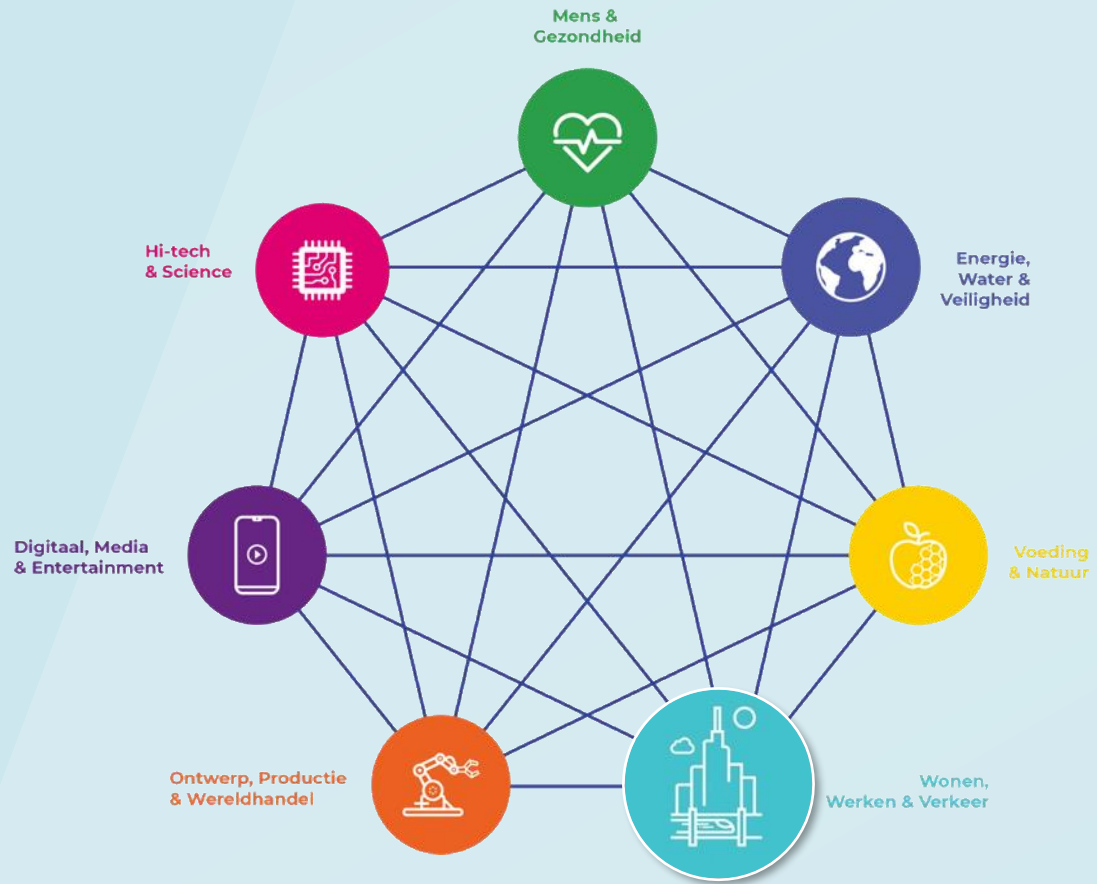 Mens &
Gezondheid
Hi-tech
& Science
Energie,
Water &
Veiligheid
Digitaal, Media
& Entertainment
Voeding
& Natuur
Ontwerp, Productie
& Wereldhandel
Wonen,
Werken & Verkeer